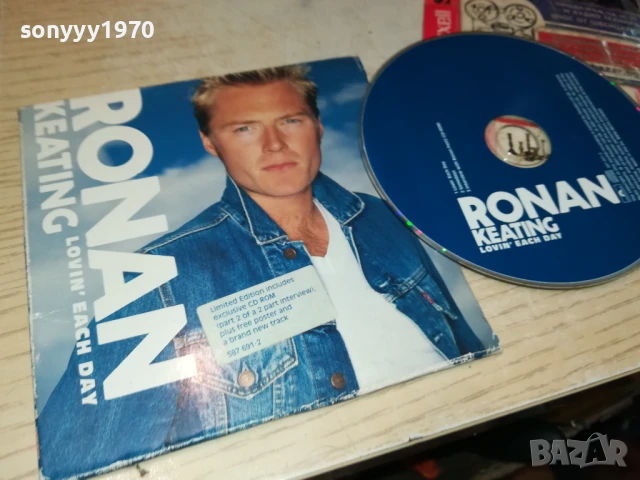 sonyyy1970
RONAN
KEATING
LOVIN' EACH DAY
Limited Edition includes
exclusive CD ROM
(part 2 of a 2 part interview),
plus free poster and
a brand new track
587 691-2
RONAN
KEATING
LOVIN' EACH DAY
BAZAR